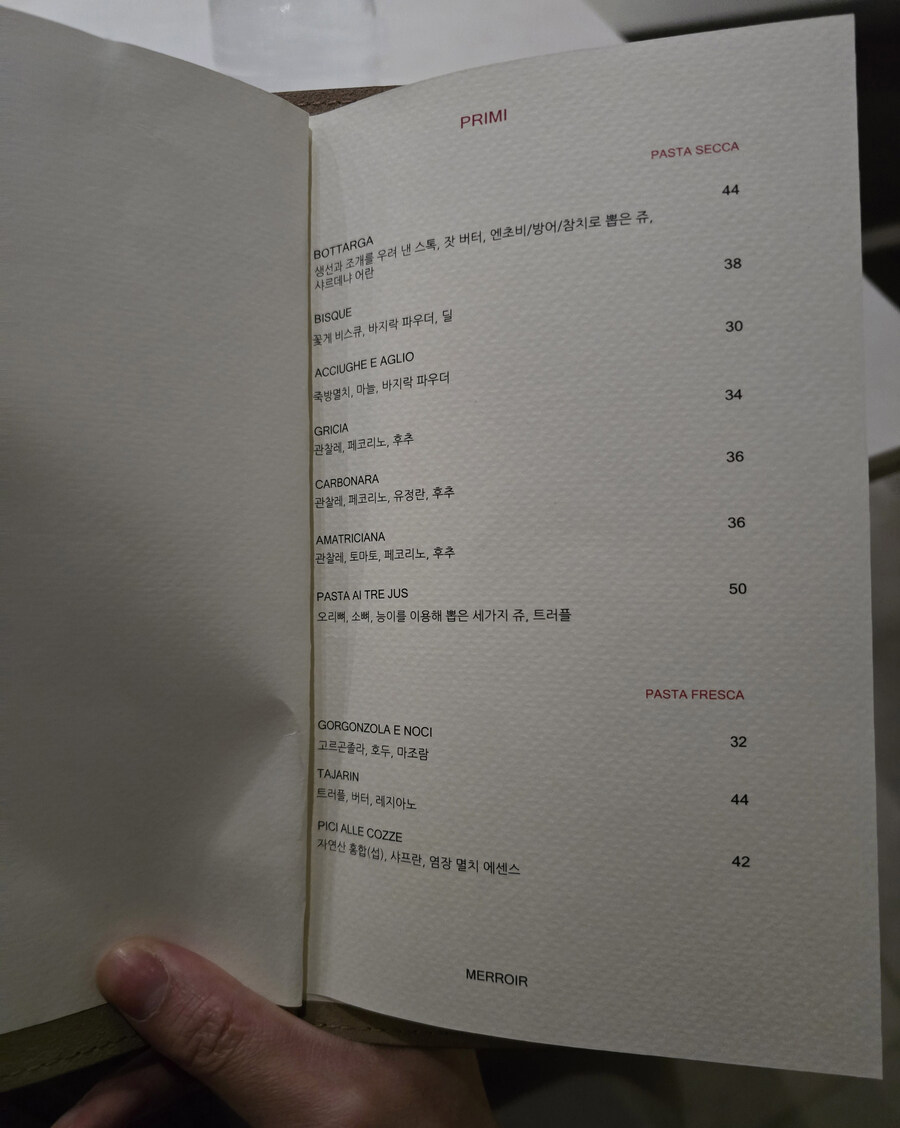 PRIMI
PASTA SECCA
44
BOTTARGA
생선과 조개를 우려 낸 스톡, 잣 버터, 엔초비/방어/참치로 뽑은 쥬,
샤르데냐 어란
38
BISQUE
꽃게 비스큐, 바지락 파우더, 딜
30
ACCIUGHE E AGLIO
죽방멸치, 마늘, 바지락 파우더
34
GRICIA
관찰레, 페코리노, 후추
36
CARBONARA
관찰레, 페코리노, 유정란, 후추
36
AMATRICIANA
관찰레, 토마토, 페코리노, 후추
50
PASTA AI TRE JUS
오리뼈, 소뼈, 능이를 이용해 뽑은 세가지 쥬, 트러플
PASTA FRESCA
GORGONZOLA E NOCI
32
고르곤졸라, 호두, 마조람
TAJARIN
44
트러플, 버터, 레지아노
PICI ALLE COZZE
42
자연산 홍합(섭), 샤프란, 염장 멸치 에센스
MERROIR